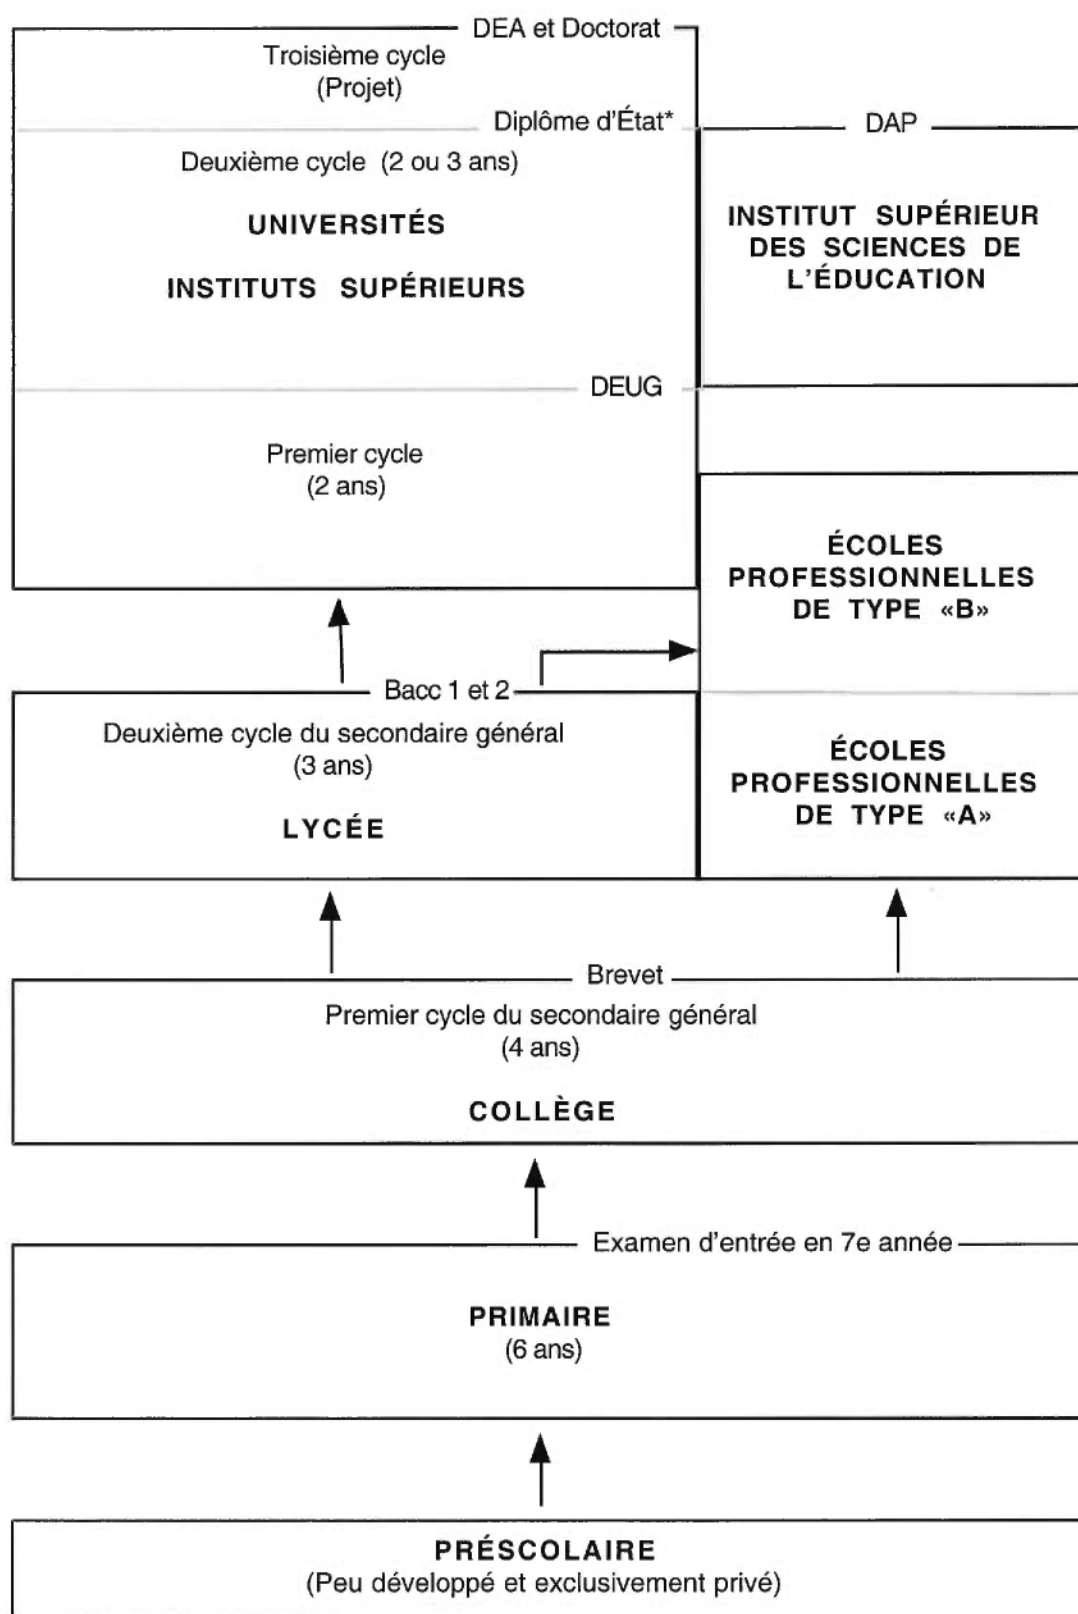 DEA et Doctorat
Troisième cycle
(Projet)
Diplôme d'État*
Deuxième cycle (2 ou 3 ans)
UNIVERSITÉS
INSTITUTS SUPÉRIEURS
DAP
INSTITUT SUPÉRIEUR
DES SCIENCES DE
L'ÉDUCATION
DEUG
Premier cycle
(2 ans)
ÉCOLES
PROFESSIONNELLES
DE TYPE «B»
Bacc 1 et 2
Deuxième cycle du secondaire général
(3 ans)
LYCÉE
ÉCOLES
PROFESSIONNELLES
DE TYPE «A»
Brevet
Premier cycle du secondaire général
(4 ans)
COLLÈGE
Examen d'entrée en 7e année
PRIMAIRE
(6 ans)
PRÉSCOLAIRE
(Peu développé et exclusivement privé)